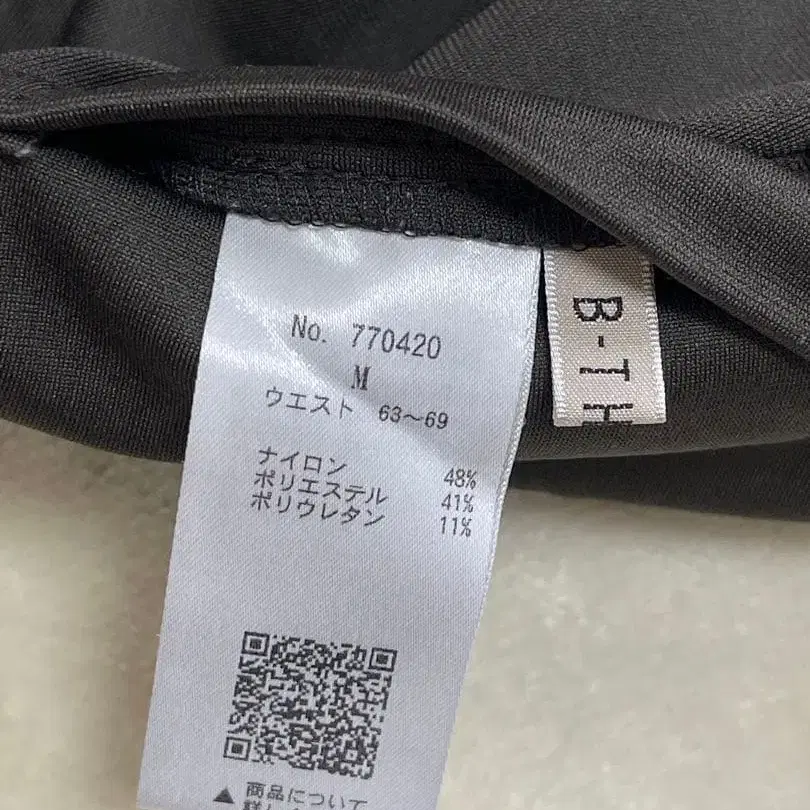 No. 770420
M
ウエスト 63～69
ナイロン 48%
ポリエステル 41%
ポリウレタン 11%
▲ 商品について
B-TH